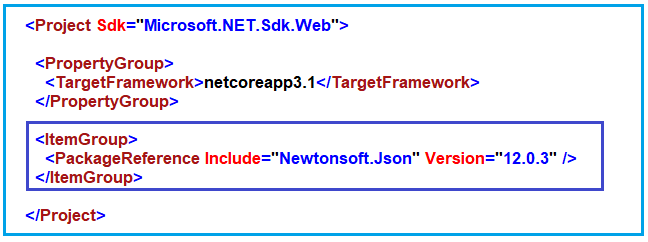 <Project Sdk="Microsoft.NET.Sdk.Web">
<PropertyGroup>
<TargetFramework>netcoreapp3.1</TargetFramework>
</PropertyGroup>
<ItemGroup>
<PackageReference Include="Newtonsoft.Json" Version="12.0.3" />
</ItemGroup>
</Project>